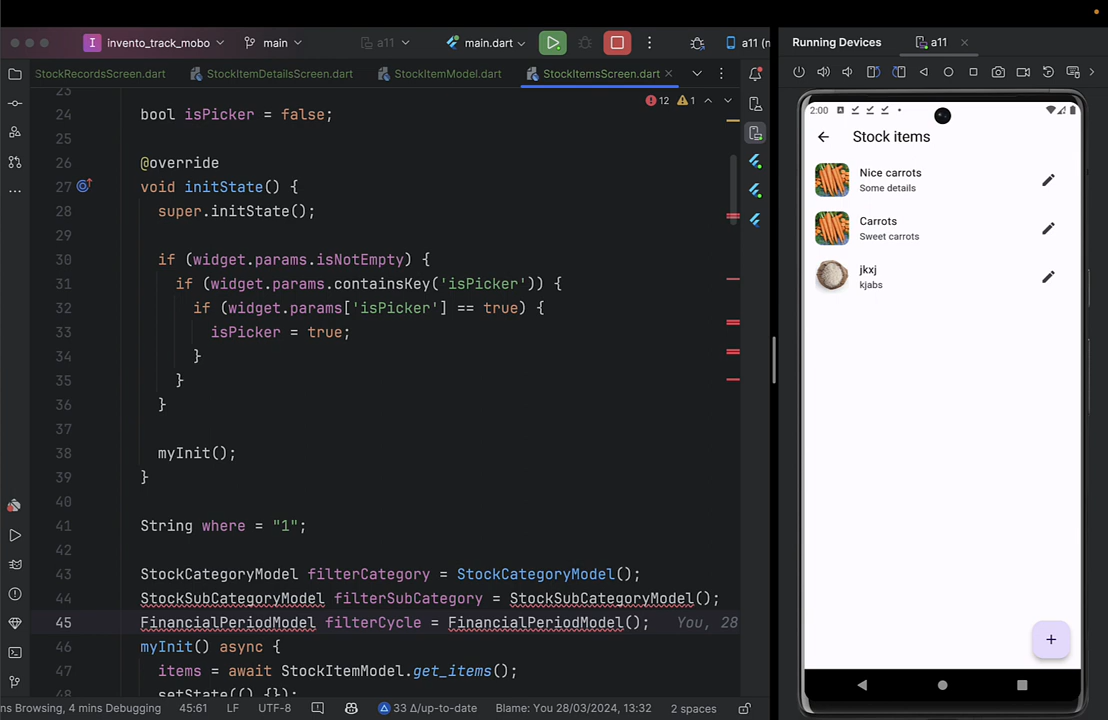 invento_track_mobo
main
a11
main.dart
Running Devices
a11
StockRecordsScreen.dart
StockItemDetailsScreen.dart
StockItemModel.dart
StockItemsScreen.dart
12
1
23
24 bool isPicker = false;
25
26 @override
27 void initState() {
28 super.initState();
29
30 if (widget.params.isNotEmpty) {
31 if (widget.params.containsKey('isPicker')) {
32 if (widget.params['isPicker'] == true) {
33 isPicker = true;
34 }
35 }
36 }
37
38 myInit();
39 }
40
41 String where = "1";
42
43 StockCategoryModel filterCategory = StockCategoryModel();
44 StockSubCategoryModel filterSubCategory = StockSubCategoryModel();
45 FinancialPeriodModel filterCycle = FinancialPeriodModel(); You, 28
46 myInit() async {
47 items = await StockItemModel.get_items();
48 setState(() {});
2:00
Stock items
Nice carrots
Some details
Carrots
Sweet carrots
jkxj
kjabs
ns Browsing, 4 mins Debugging
45:61
LF
UTF-8
33 Δ/up-to-date
Blame: You 28/03/2024, 13:32
2 spaces